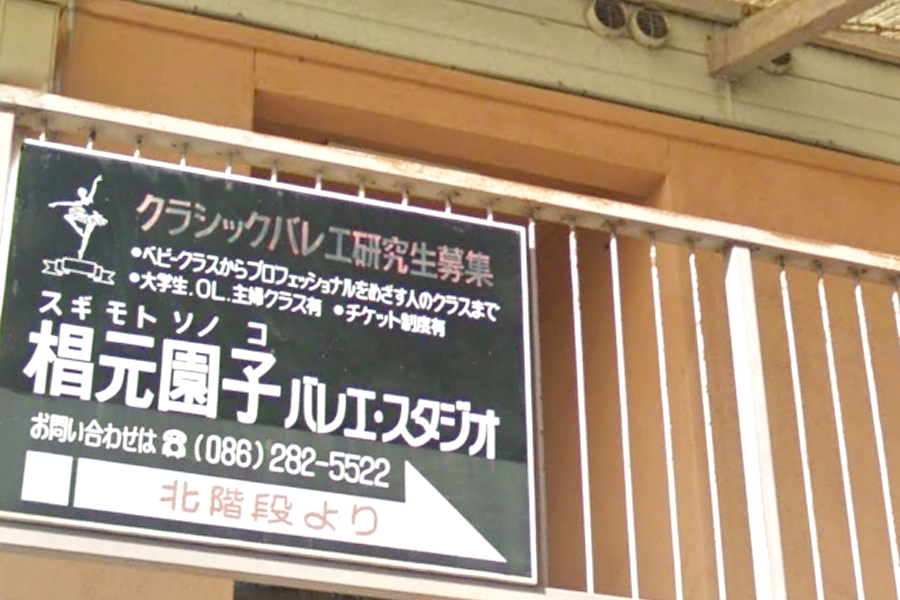 クラシックバレエ研究生募集
●ベビークラスからプロフェッショナルをめざす人のクラスまで
●大学生.OL.主婦クラス有 ●チケット制度有
スギモトソノコ
椙元園子バレエ・スタジオ
お問い合わせは☎(086)282-5522
北階段より